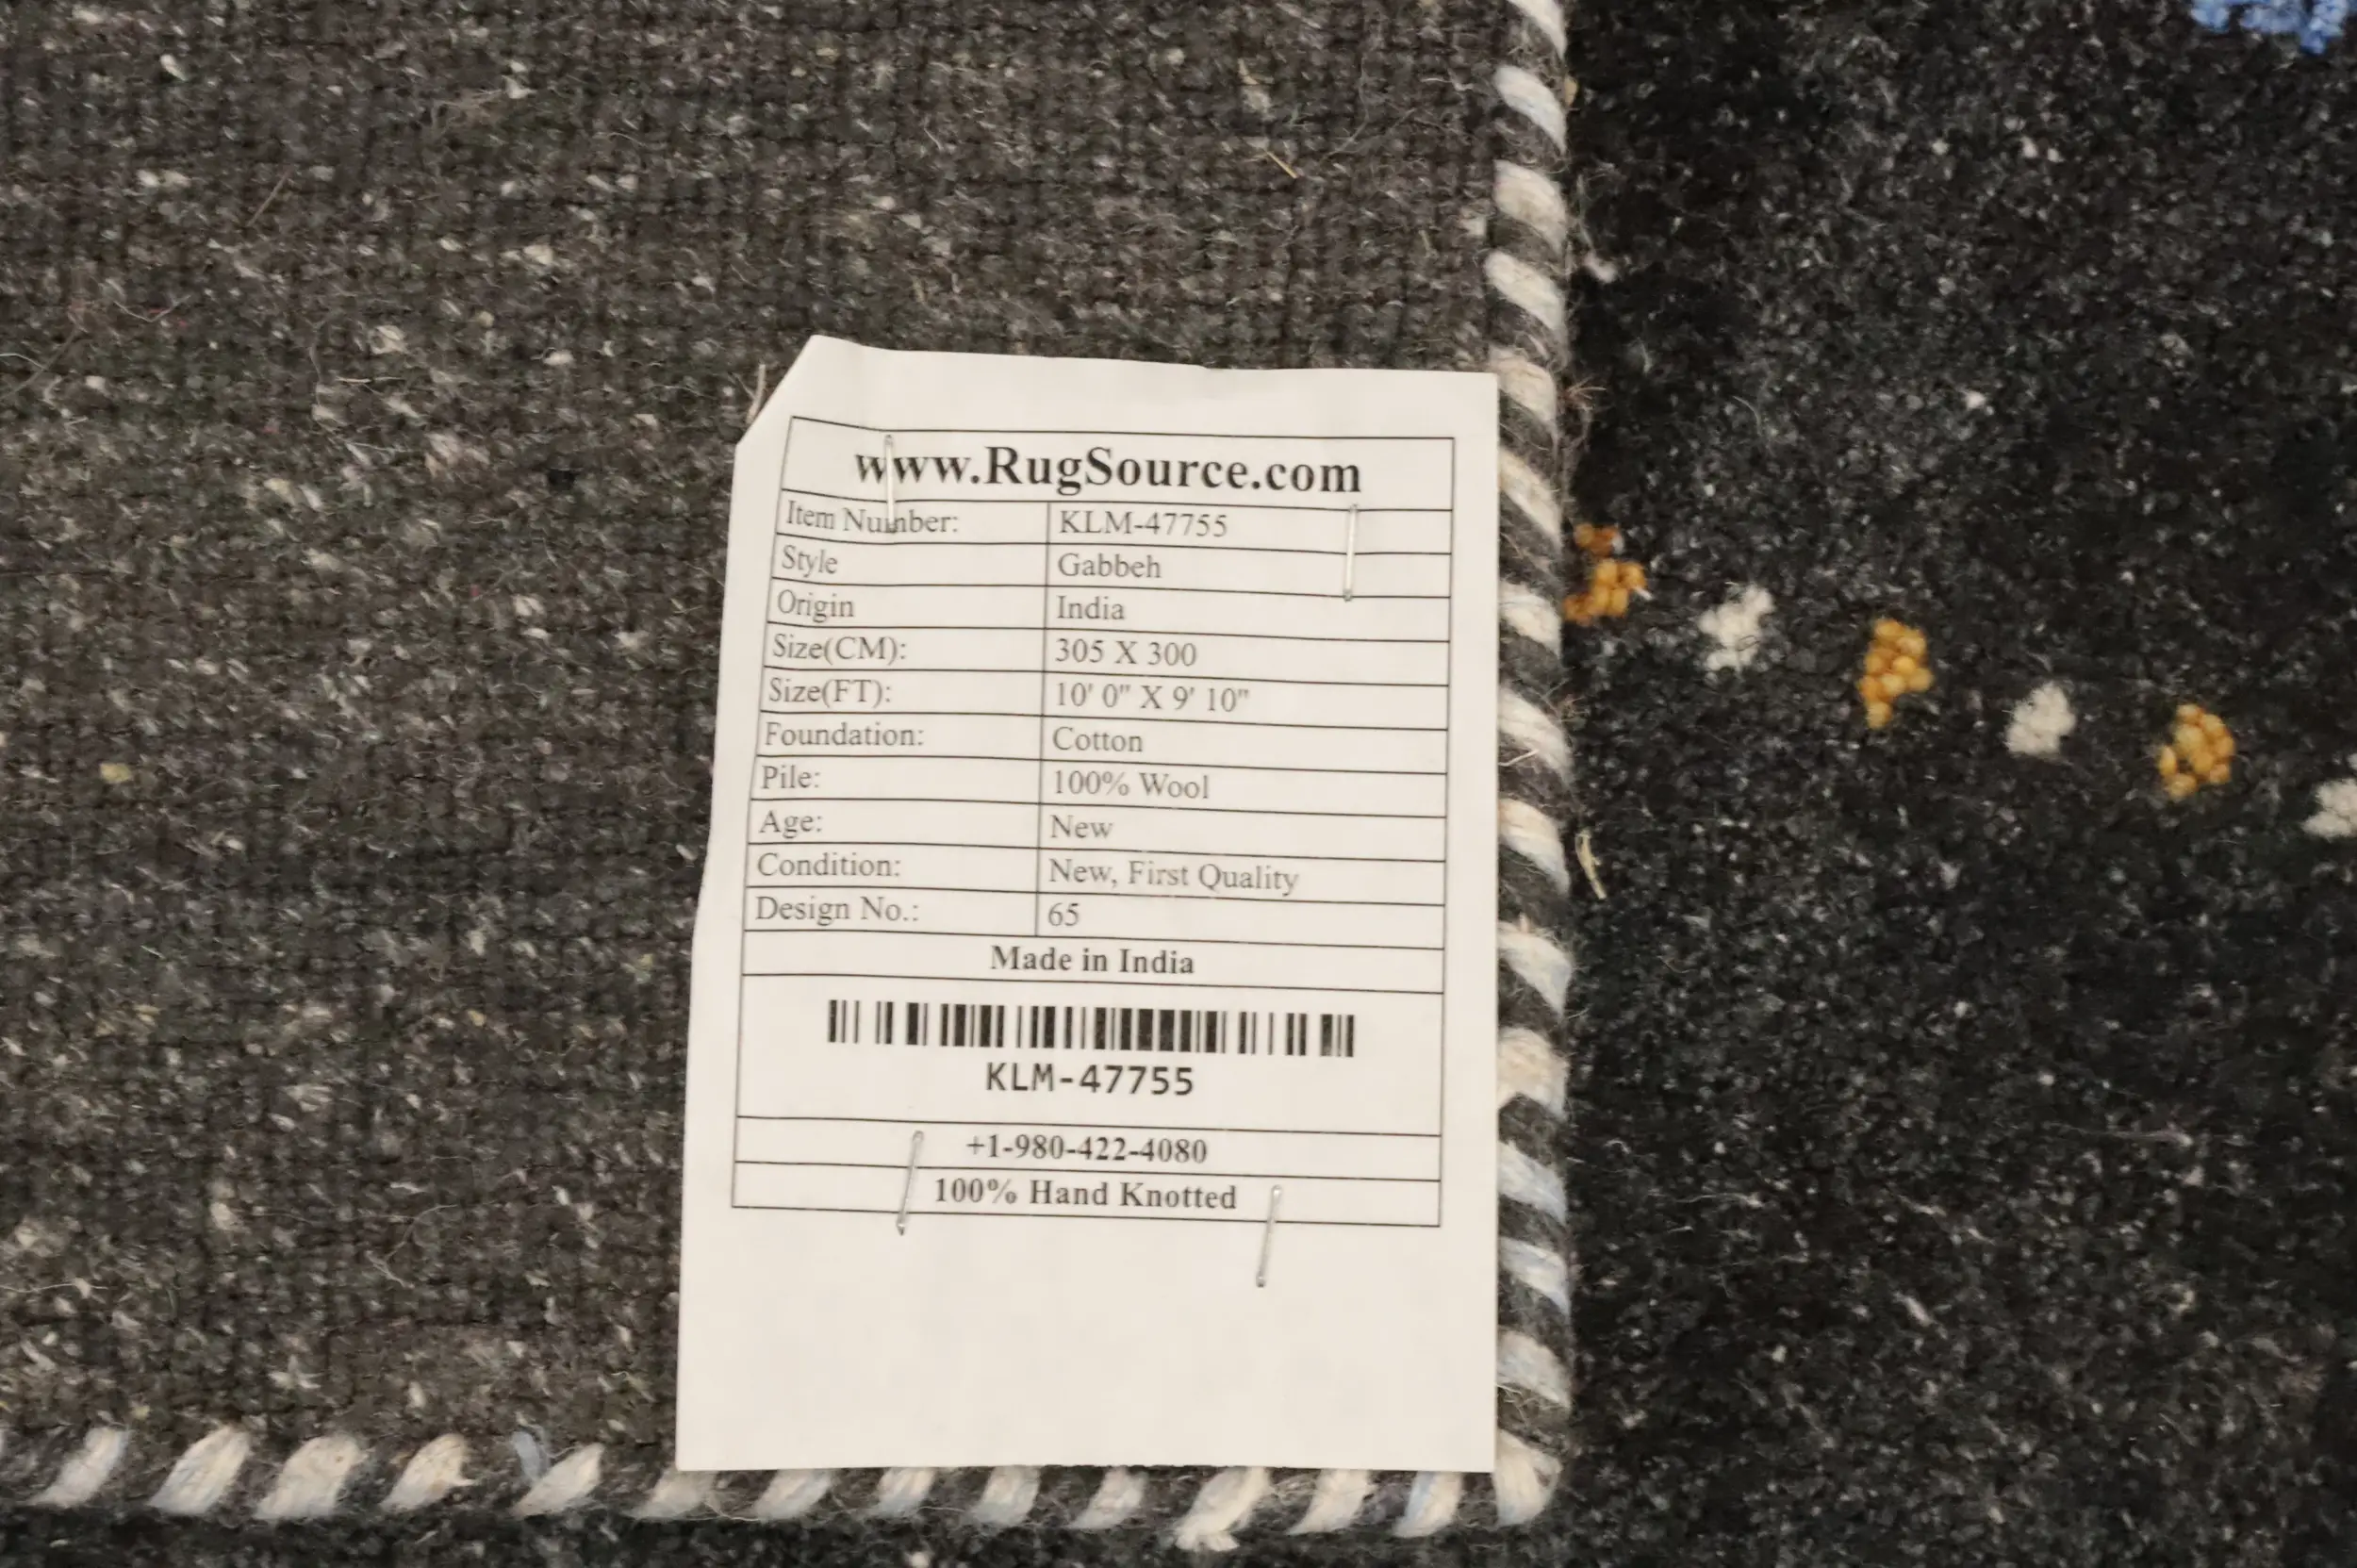 www.RugSource.com
Item Number: KLM-47755
Style Gabbeh
Origin India
Size(CM): 305 X 300
Size(FT): 10' 0" X 9' 10"
Foundation: Cotton
Pile: 100% Wool
Age: New
Condition: New, First Quality
Design No.: 65
Made in India
KLM-47755
+1-980-422-4080
100% Hand Knotted